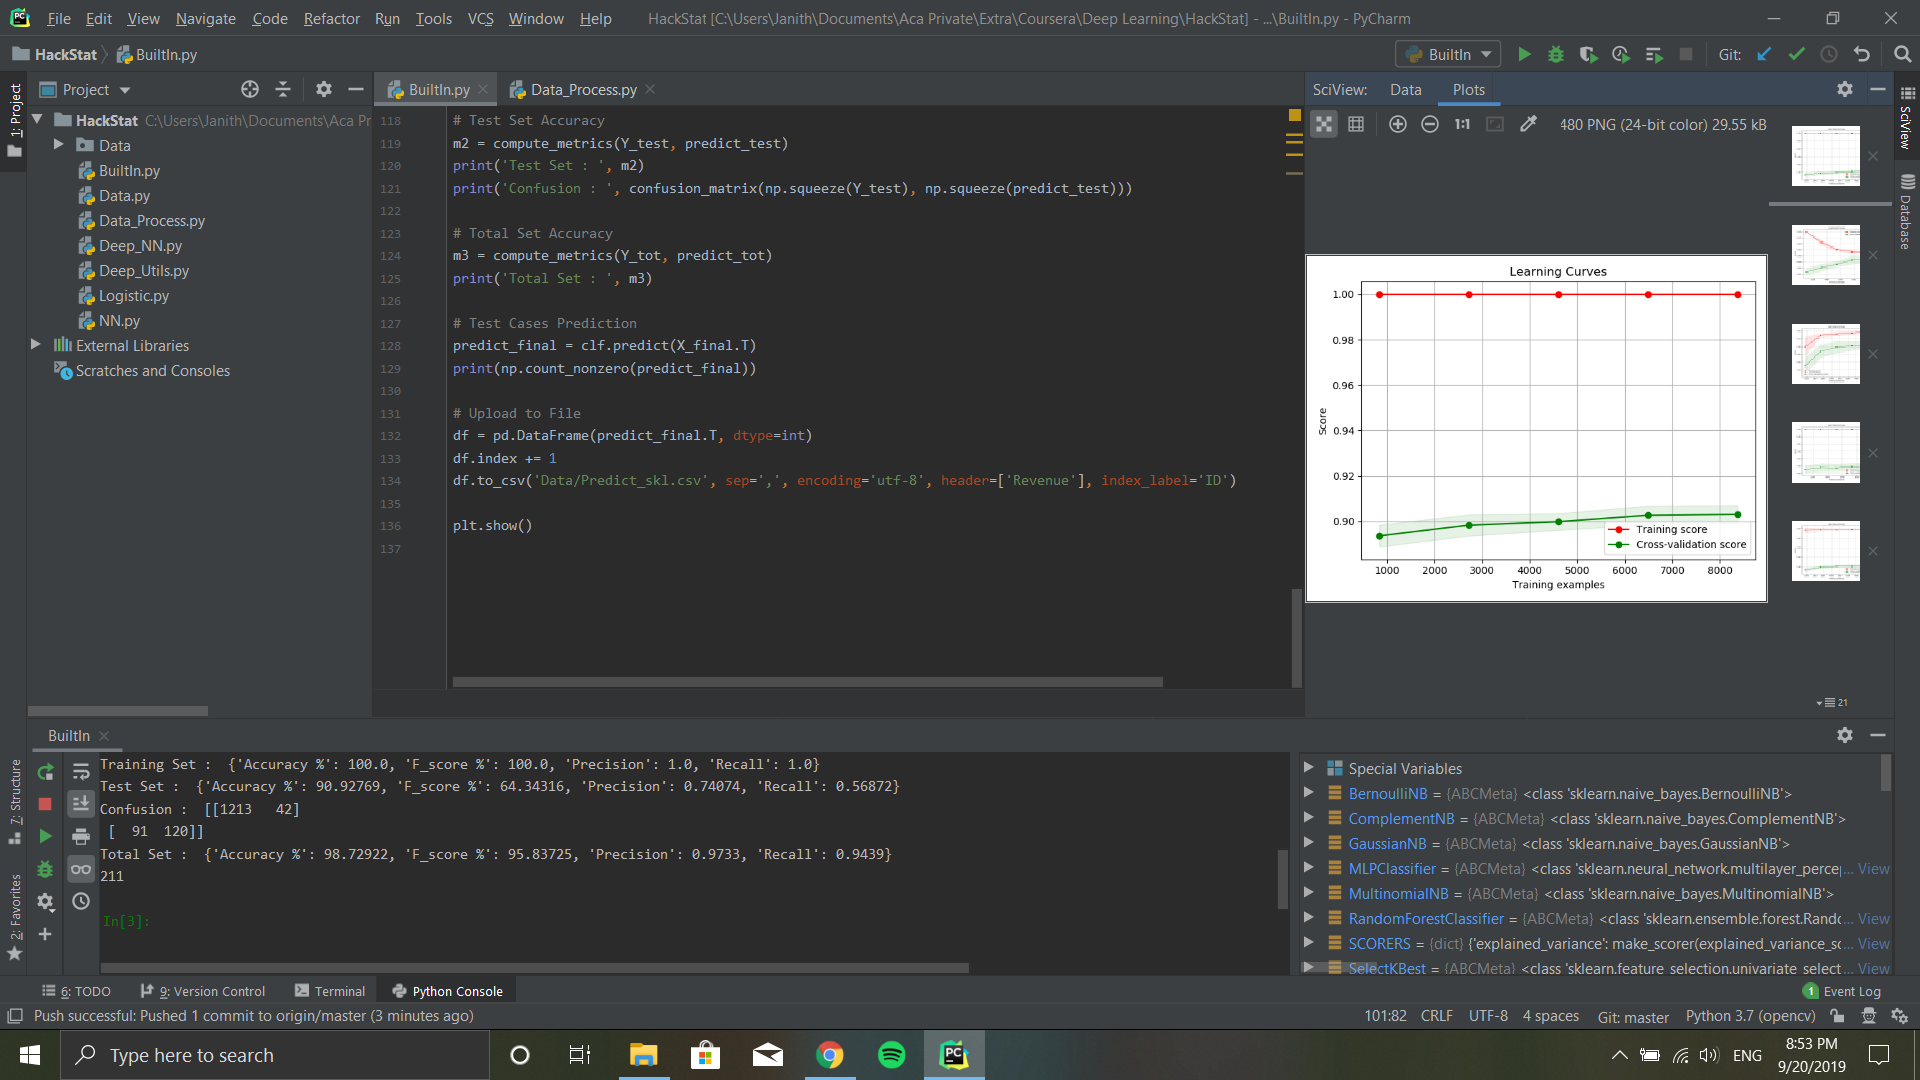 File Edit View Navigate Code Refactor Run Tools VCS Window Help HackStat [C:\Users\Janith\Documents\Aca Private\Extra\Coursera\Deep Learning\HackStat] - ...\BuiltIn.py - PyCharm
HackStat BuiltIn.py BuiltIn Git:
1: Project
7: Structure
2: Favorites
Project
HackStat C:\Users\Janith\Documents\Aca Pr
Data
BuiltIn.py
Data.py
Data_Process.py
Deep_NN.py
Deep_Utils.py
Logistic.py
NN.py
External Libraries
Scratches and Consoles
BuiltIn.py Data_Process.py
118 # Test Set Accuracy
119 m2 = compute_metrics(Y_test, predict_test)
120 print('Test Set : ', m2)
121 print('Confusion : ', confusion_matrix(np.squeeze(Y_test), np.squeeze(predict_test)))
122
123 # Total Set Accuracy
124 m3 = compute_metrics(Y_tot, predict_tot)
125 print('Total Set : ', m3)
126
127 # Test Cases Prediction
128 predict_final = clf.predict(X_final.T)
129 print(np.count_nonzero(predict_final))
130
131 # Upload to File
132 df = pd.DataFrame(predict_final.T, dtype=int)
133 df.index += 1
134 df.to_csv('Data/Predict_skl.csv', sep=',', encoding='utf-8', header=['Revenue'], index_label='ID')
135
136 plt.show()
137
SciView: Data Plots
1:1 480 PNG (24-bit color) 29.55 kB
Learning Curves
1.00
0.98
0.96
0.94
0.92
0.90
Score
Training score
Cross-validation score
1000 2000 3000 4000 5000 6000 7000 8000
Training examples
21
SciView
Database
BuiltIn
Training Set :  {'Accuracy %': 100.0, 'F_score %': 100.0, 'Precision': 1.0, 'Recall': 1.0}
Test Set :  {'Accuracy %': 90.92769, 'F_score %': 64.34316, 'Precision': 0.74074, 'Recall': 0.56872}
Confusion :  [[1213   42]
[  91  120]]
Total Set :  {'Accuracy %': 98.72922, 'F_score %': 95.83725, 'Precision': 0.9733, 'Recall': 0.9439}
211
In[3]:
Special Variables
BernoulliNB = {ABCMeta} <class 'sklearn.naive_bayes.BernoulliNB'>
ComplementNB = {ABCMeta} <class 'sklearn.naive_bayes.ComplementNB'>
GaussianNB = {ABCMeta} <class 'sklearn.naive_bayes.GaussianNB'>
MLPClassifier = {ABCMeta} <class 'sklearn.neural_network.multilayer_percep... View
MultinomialNB = {ABCMeta} <class 'sklearn.naive_bayes.MultinomialNB'>
RandomForestClassifier = {ABCMeta} <class 'sklearn.ensemble.forest.Rando... View
SCORERS = {dict} {'explained_variance': make_scorer(explained_variance_sc... View
SelectKBest = {ABCMeta} <class 'sklearn.feature_selection.univariate_select... View
6: TODO 9: Version Control Terminal Python Console 1 Event Log
Push successful: Pushed 1 commit to origin/master (3 minutes ago) 101:82 CRLF UTF-8 4 spaces Git: master Python 3.7 (opencv)
Type here to search ENG 8:53 PM
9/20/2019